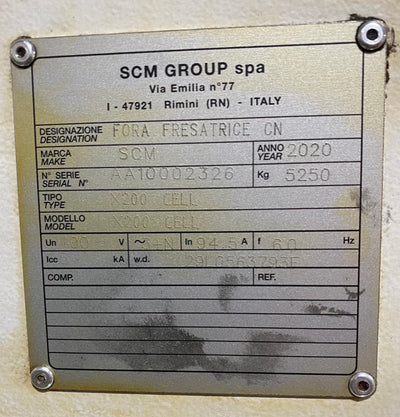 SCM GROUP spa
Via Emilia n°77
I - 47921 Rimini (RN) - ITALY
DESIGNAZIONE DESIGNATION FORA FRESATRICE CN
MARCA MAKE SCM ANNO YEAR 2020
N° SERIE SERIAL N° AA10002326 Kg 5250
TIPO TYPE X200 CELL
MODELLO MODEL CELL
Un V ~ In 94.5 A f 60 Hz
Icc kA w.d.
COMP. REF.